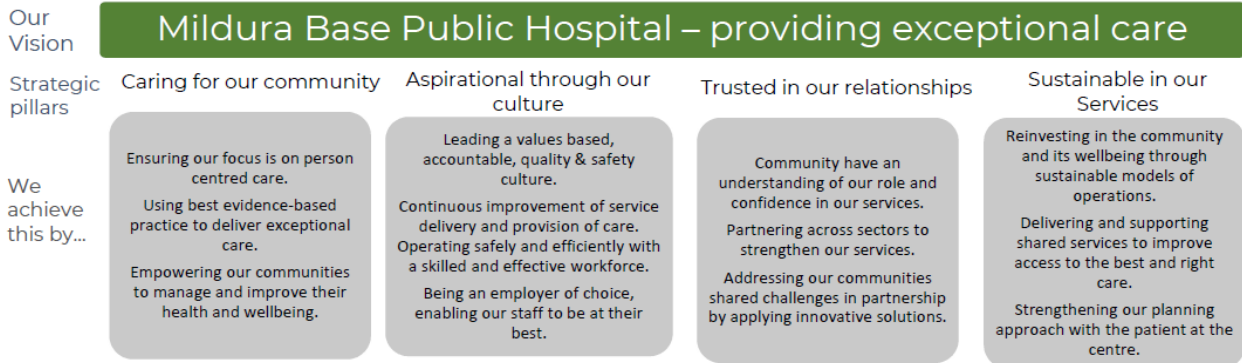 Our
Vision
Mildura Base Public Hospital – providing exceptional care
Strategic
pillars
Caring for our community
Aspirational through our
culture
Trusted in our relationships
Sustainable in our
Services
We
achieve
this by...
Ensuring our focus is on person
centred care.
Using best evidence-based
practice to deliver exceptional
care.
Empowering our communities
to manage and improve their
health and wellbeing.
Leading a values based,
accountable, quality & safety
culture.
Continuous improvement of service
delivery and provision of care.
Operating safely and efficiently with
a skilled and effective workforce.
Being an employer of choice,
enabling our staff to be at their
best.
Community have an
understanding of our role and
confidence in our services.
Partnering across sectors to
strengthen our services.
Addressing our communities
shared challenges in partnership
by applying innovative solutions.
Reinvesting in the community
and its wellbeing through
sustainable models of
operations.
Delivering and supporting
shared services to improve
access to the best and right
care.
Strengthening our planning
approach with the patient at the
centre.